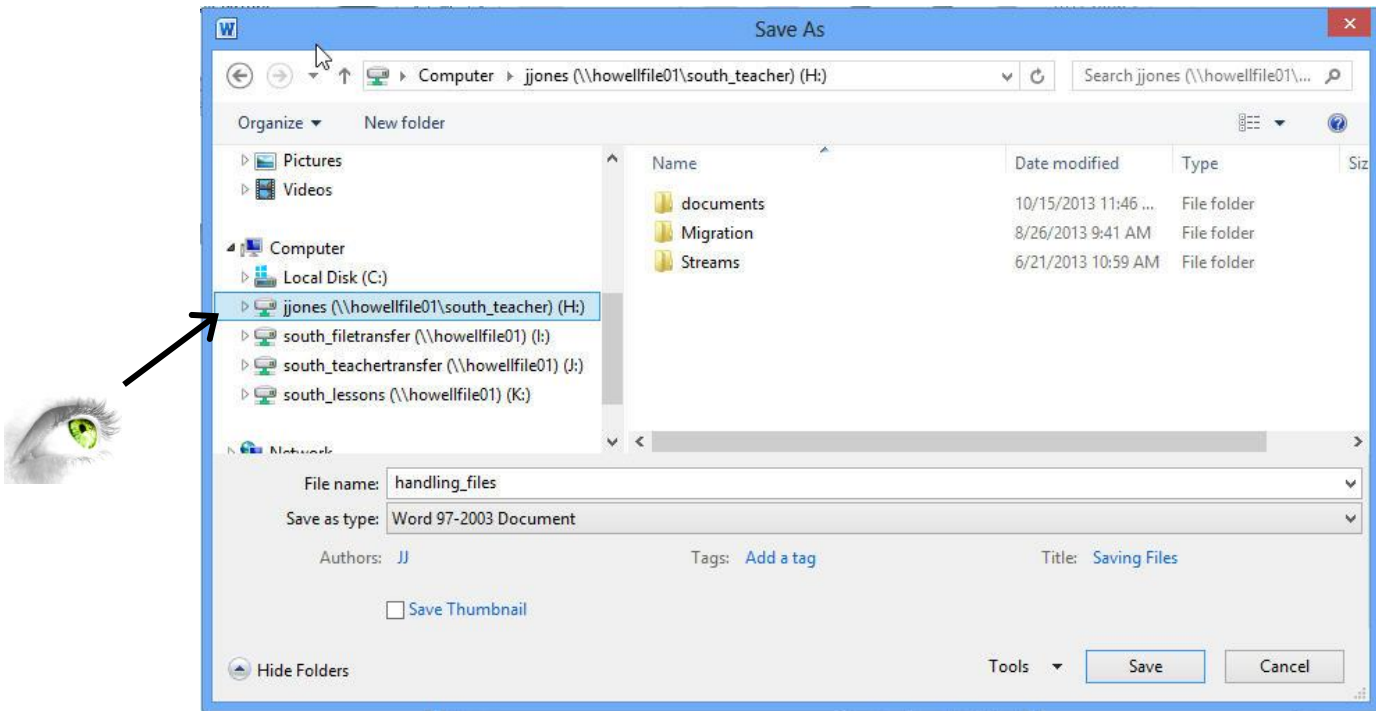 W
Save As
Computer jjones (\\howellfile01\south_teacher) (H:)
Search jjones (\\howellfile01\...
Organize
New folder
Pictures
Videos
Computer
Local Disk (C:)
jjones (\\howellfile01\south_teacher) (H:)
south_filetransfer (\\howellfile01) (I:)
south_teachertransfer (\\howellfile01) (J:)
south_lessons (\\howellfile01) (K:)
Network
Name Date modified Type Siz
documents 10/15/2013 11:46 ... File folder
Migration 8/26/2013 9:41 AM File folder
Streams 6/21/2013 10:59 AM File folder
File name: handling_files
Save as type: Word 97-2003 Document
Authors: JJ Tags: Add a tag Title: Saving Files
Save Thumbnail
Hide Folders Tools Save Cancel